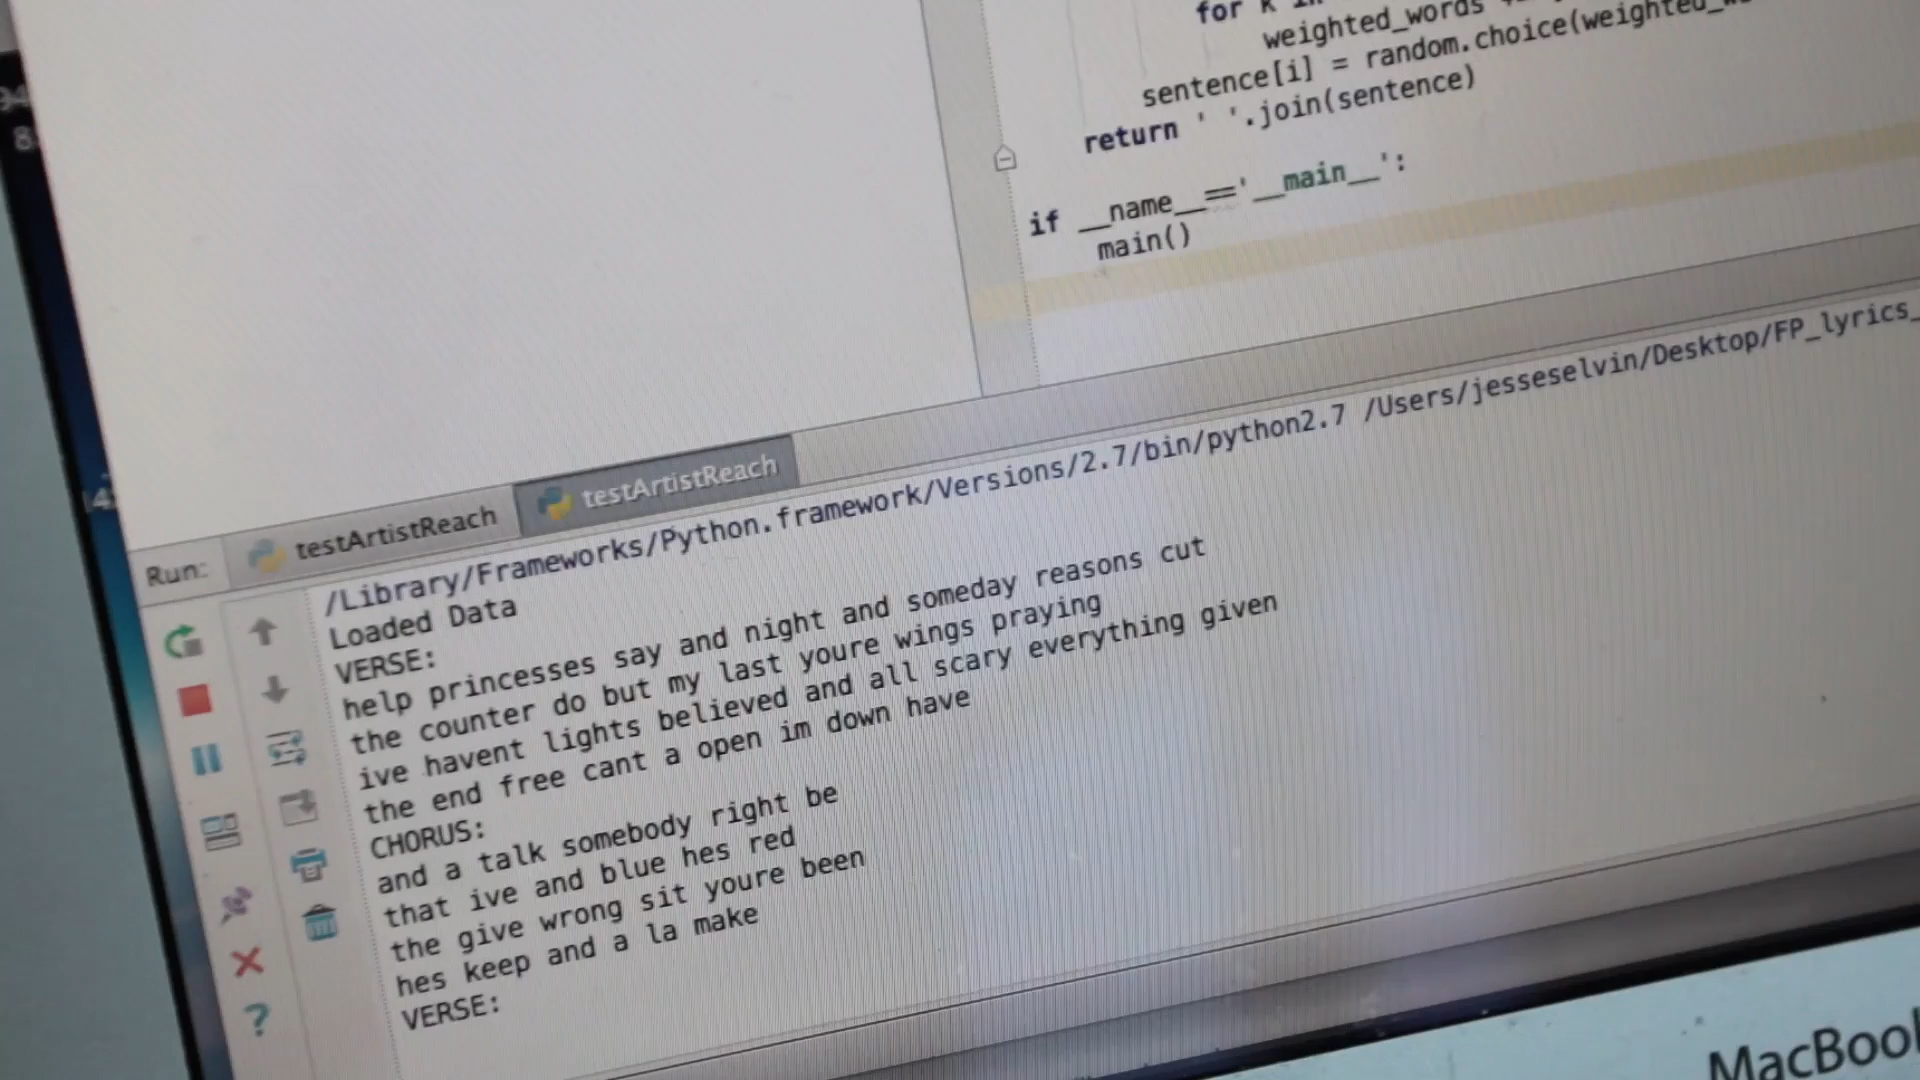 for k in
weighted_words
sentence[i] = random.choice(weighted_w
return ' '.join(sentence)
if __name__=='__main__':
main()
Run:
testArtistReach
testArtistReach
/Library/Frameworks/Python.framework/Versions/2.7/bin/python2.7 /Users/jesseselvin/Desktop/FP_lyrics_
Loaded Data
VERSE:
help princesses say and night and someday reasons cut
the counter do but my last youre wings praying
ive havent lights believed and all scary everything given
the end free cant a open im down have
CHORUS:
and a talk somebody right be
that ive and blue hes red
the give wrong sit youre been
hes keep and a la make
VERSE:
MacBook